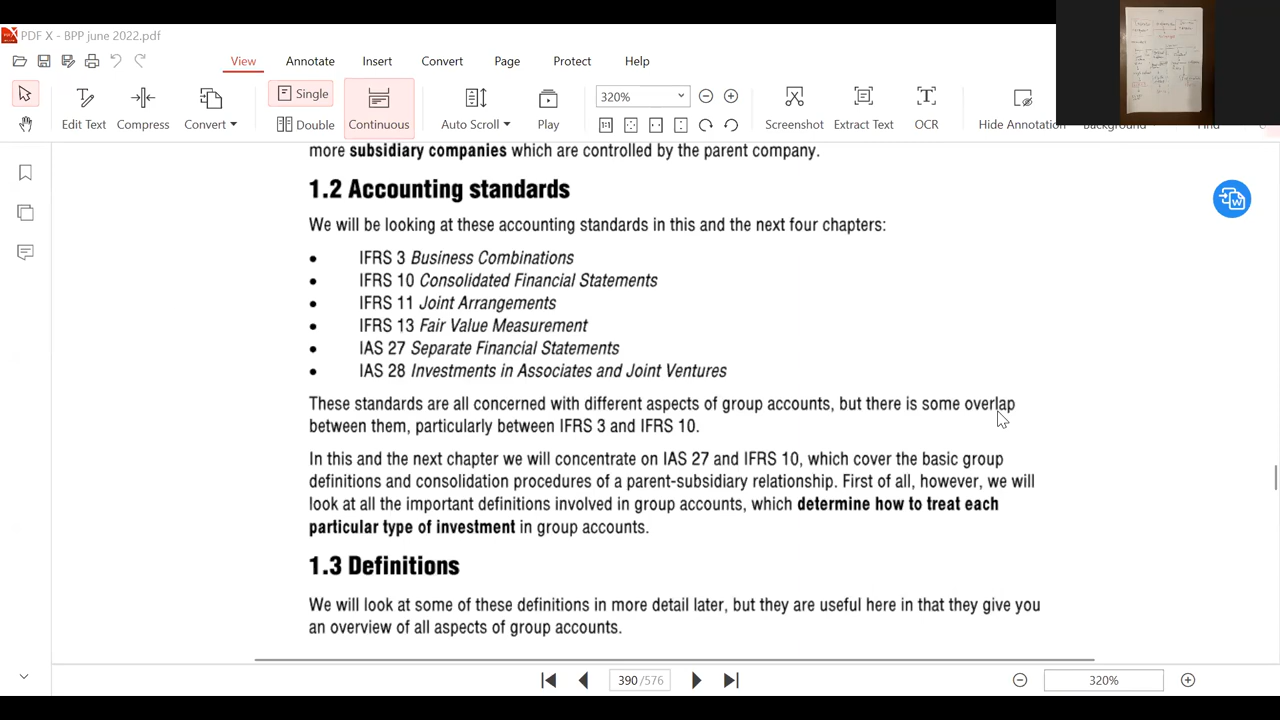 PDF X - BPP june 2022.pdf
View Annotate Insert Convert Page Protect Help
Single
Double
Continuous
320%
Edit Text Compress Convert Auto Scroll Play Screenshot Extract Text OCR Hide Annotation
more subsidiary companies which are controlled by the parent company.
1.2 Accounting standards
We will be looking at these accounting standards in this and the next four chapters:
• IFRS 3 Business Combinations
• IFRS 10 Consolidated Financial Statements
• IFRS 11 Joint Arrangements
• IFRS 13 Fair Value Measurement
• IAS 27 Separate Financial Statements
• IAS 28 Investments in Associates and Joint Ventures
These standards are all concerned with different aspects of group accounts, but there is some overlap
between them, particularly between IFRS 3 and IFRS 10.
In this and the next chapter we will concentrate on IAS 27 and IFRS 10, which cover the basic group
definitions and consolidation procedures of a parent-subsidiary relationship. First of all, however, we will
look at all the important definitions involved in group accounts, which determine how to treat each
particular type of investment in group accounts.
1.3 Definitions
We will look at some of these definitions in more detail later, but they are useful here in that they give you
an overview of all aspects of group accounts.
390 /576
320%